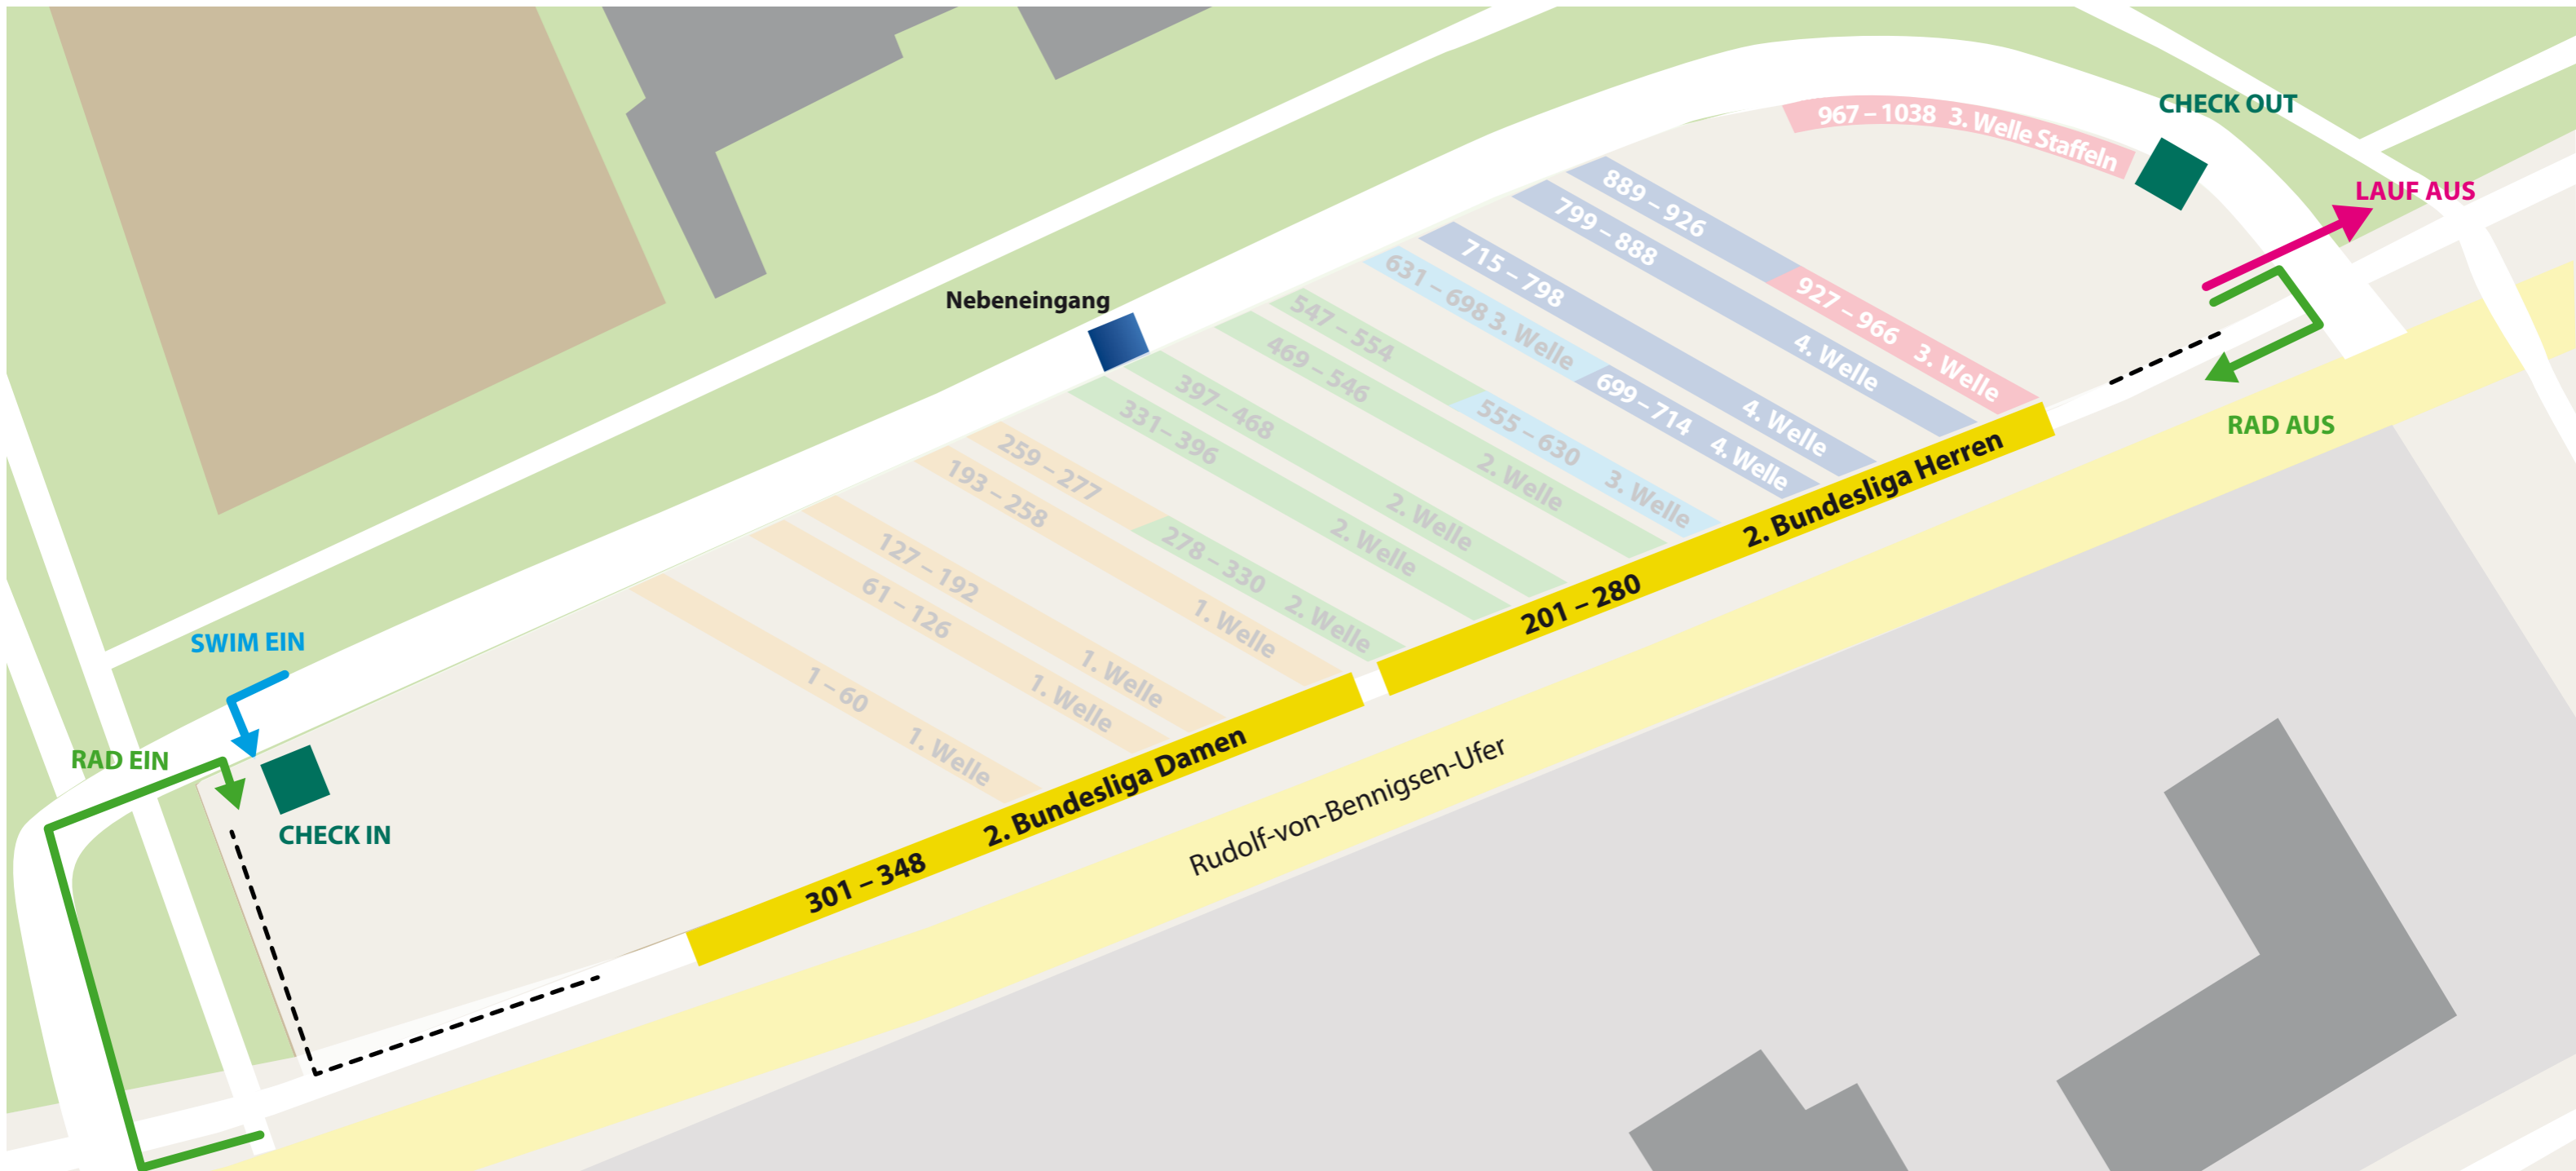 967 – 1038 3. Welle Staffeln
CHECK OUT
LAUF AUS
889 – 926
927 – 966 3. Welle
799 – 888 4. Welle
715 – 798 4. Welle
631 – 698 3. Welle
699 – 714 4. Welle
Nebeneingang
547 – 554
555 – 630 3. Welle
469 – 546 2. Welle
397 – 468 2. Welle
331 – 396 2. Welle
259 – 277
278 – 330 2. Welle
193 – 258 1. Welle
127 – 192 1. Welle
61 – 126 1. Welle
1 – 60 1. Welle
RAD AUS
201 – 280 2. Bundesliga Herren
301 – 348 2. Bundesliga Damen
Rudolf-von-Bennigsen-Ufer
SWIM EIN
RAD EIN
CHECK IN